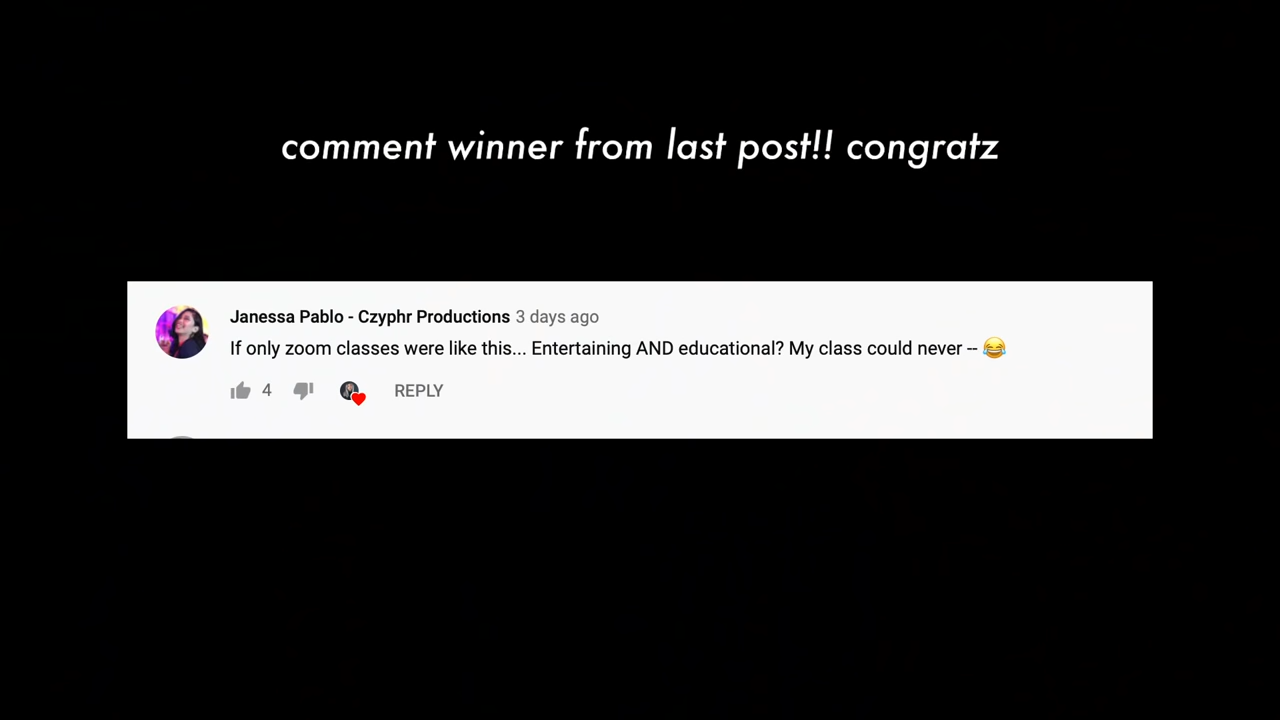 comment winner from last post!! congratz
Janessa Pablo - Czyphr Productions 3 days ago
If only zoom classes were like this... Entertaining AND educational? My class could never -- 😂
4 REPLY